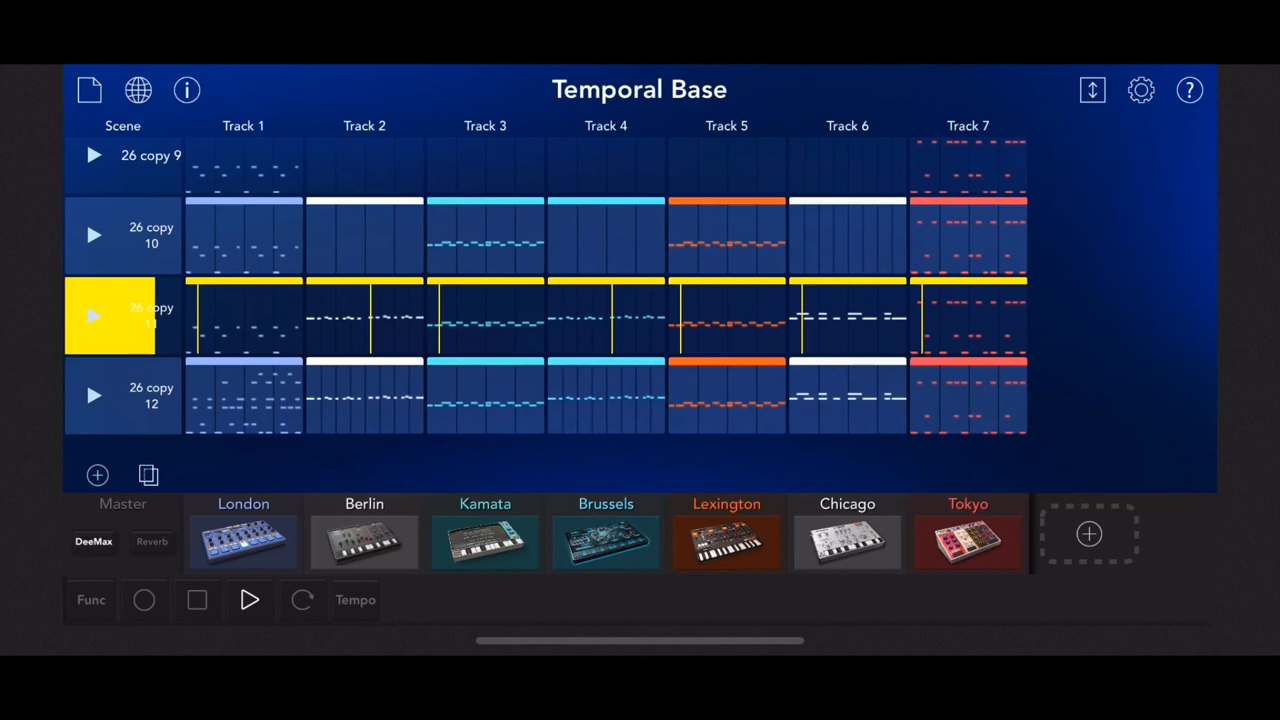 Temporal Base
Scene
Track 1
Track 2
Track 3
Track 4
Track 5
Track 6
Track 7
26 copy 9
26 copy
10
26 copy
11
26 copy
12
Master
London
Berlin
Kamata
Brussels
Lexington
Chicago
Tokyo
DeeMax
Reverb
Func
Tempo